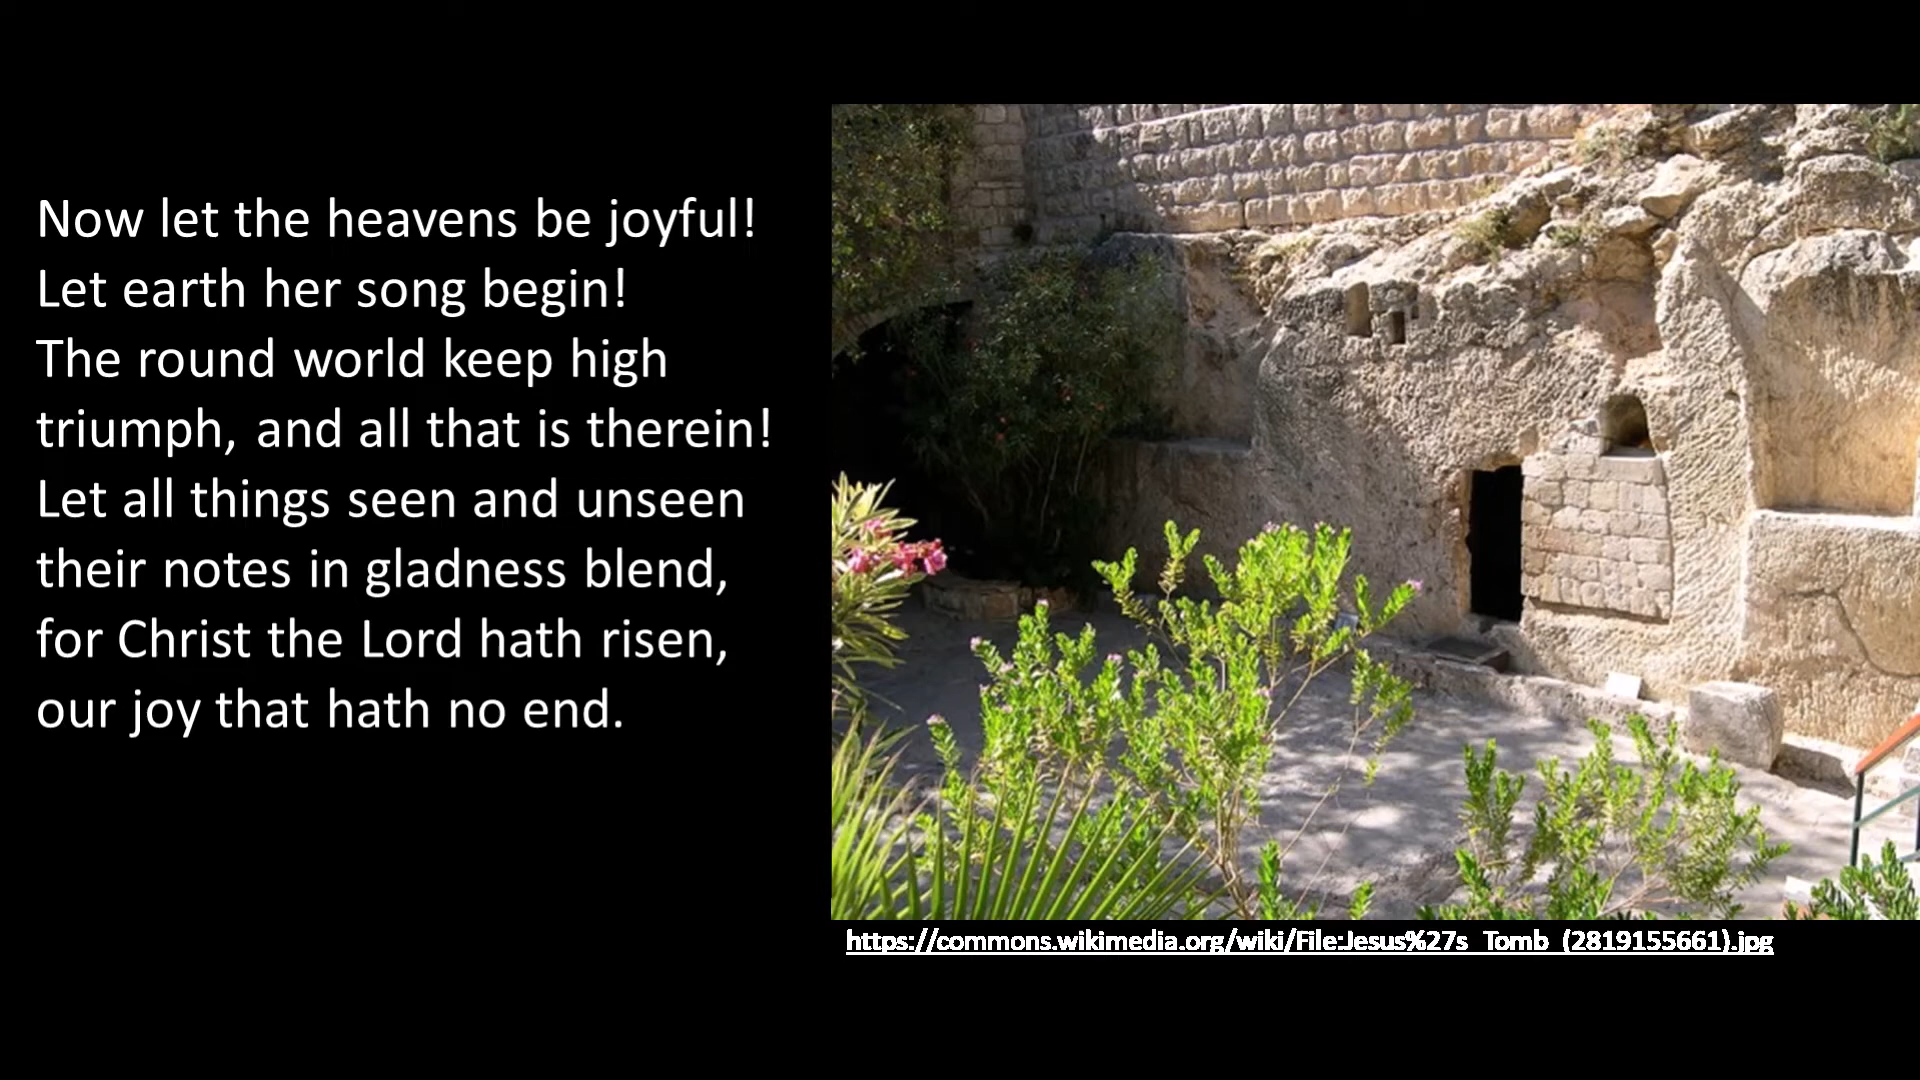 Now let the heavens be joyful!
Let earth her song begin!
The round world keep high
triumph, and all that is therein!
Let all things seen and unseen
their notes in gladness blend,
for Christ the Lord hath risen,
our joy that hath no end.
https://commons.wikimedia.org/wiki/File:Jesus%27s_Tomb_(2819155661).jpg